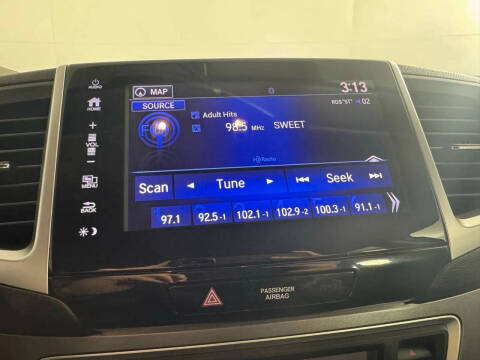 MAP
3:13
AUDIO
SOURCE
02
HOME
Adult Hits
98.5 MHz SWEET
VOL
Radio
MENU
Scan
Tune
Seek
BACK
97.1 92.5-1 102.1-1 102.9-2 100.3-1 91.1-1
PASSENGER
AIRBAG